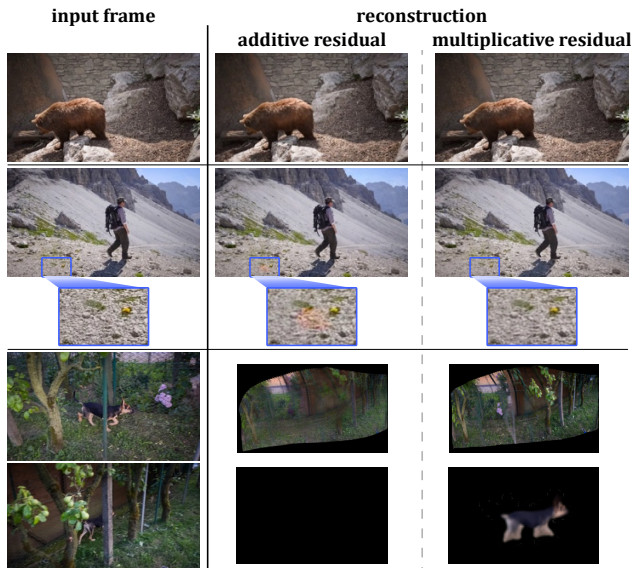 input frame
reconstruction
additive residual
multiplicative residual